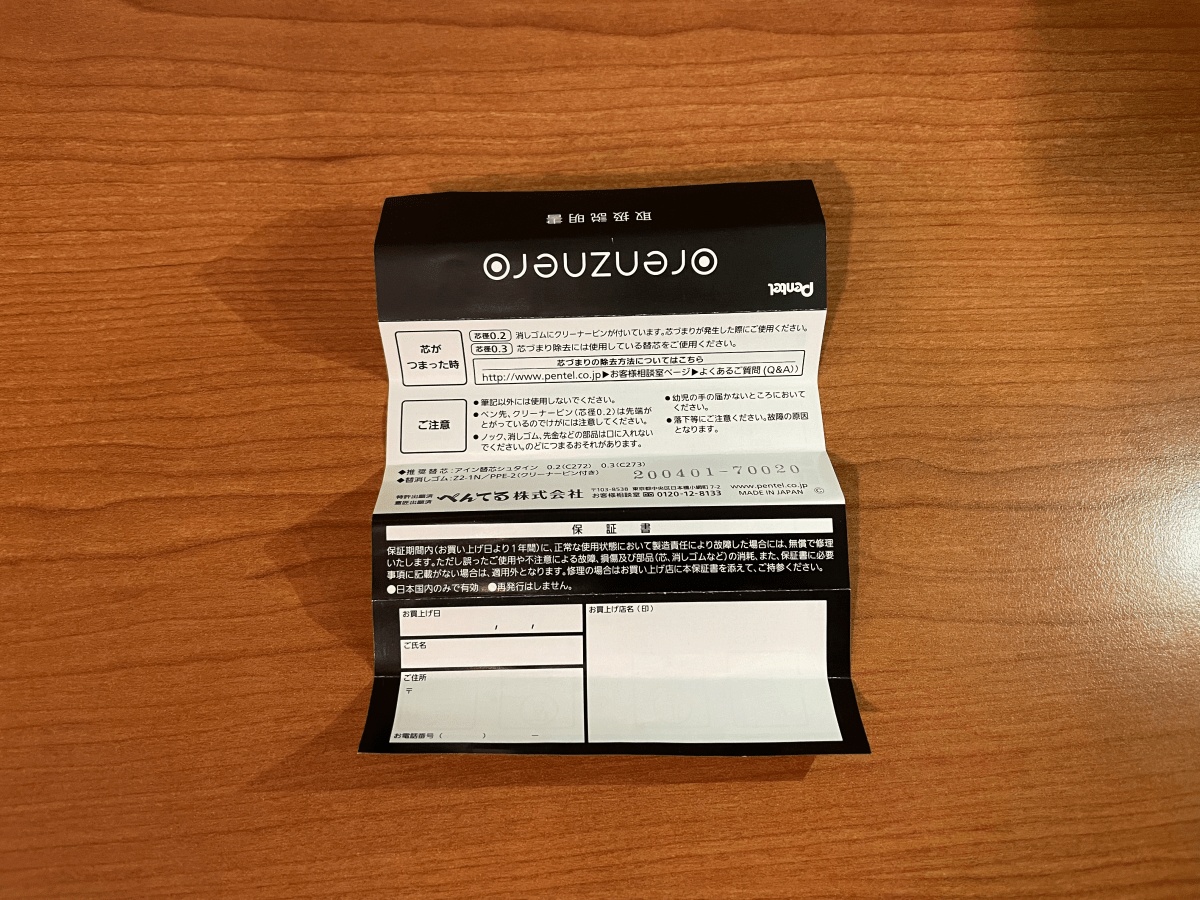 取扱説明書
orenznero
Pentel
芯が
つまった時
芯径0.2 消しゴムにクリーナーピンが付いています。芯づまりが発生した際にご使用ください。
芯径0.3 芯づまり除去には使用している替芯をご使用ください。
芯づまりの除去方法についてはこちら
http://www.pentel.co.jp▶お客様相談室ページ▶よくあるご質問(Q&A))
ご注意
●筆記以外には使用しないでください。
●ペン先、クリーナーピン(芯径0.2)は先端が
とがっているのでけがには注意してください。
●ノック、消しゴム、先金などの部品は口に入れない
でください。のどにつまるおそれがあります。
●幼児の手の届かないところにおいて
ください。
●落下等にご注意ください。故障の原因
となります。
◆推奨替芯:アイン替芯シュタイン 0.2(C272) 0.3(C273)
◆替消しゴム:Z2-1N/PPE-2(クリーナーピン付き)
200401-70020
特許出願済
意匠出願済
ぺんてる株式会社
〒103-8538 東京都中央区日本橋小網町7-2
お客様相談室 0120-12-8133
www.pentel.co.jp
MADE IN JAPAN ©
保証書
保証期間内(お買い上げ日より1年間)に、正常な使用状態において製造責任により故障した場合には、無償で修理
いたします。ただし誤ったご使用や不注意による故障、損傷及び部品(芯、消しゴムなど)の消耗、また、保証書に必要
事項に記載がない場合は、適用外となります。修理の場合はお買い上げ店に本保証書を添えて、ご持参ください。
●日本国内のみで有効 ●再発行はしません。
お買上げ日
/ /
ご氏名
ご住所
〒
お電話番号( ) ー
お買上げ店名(印)